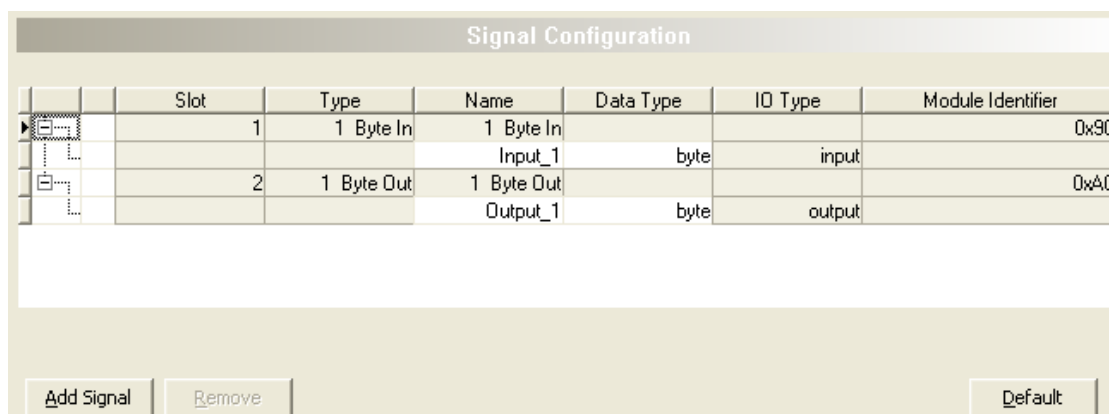 Signal Configuration
Slot Type Name Data Type IO Type Module Identifier
1 1 Byte In 1 Byte In 0x90
Input_1 byte input
2 1 Byte Out 1 Byte Out 0xA0
Output_1 byte output
Add Signal Remove Default